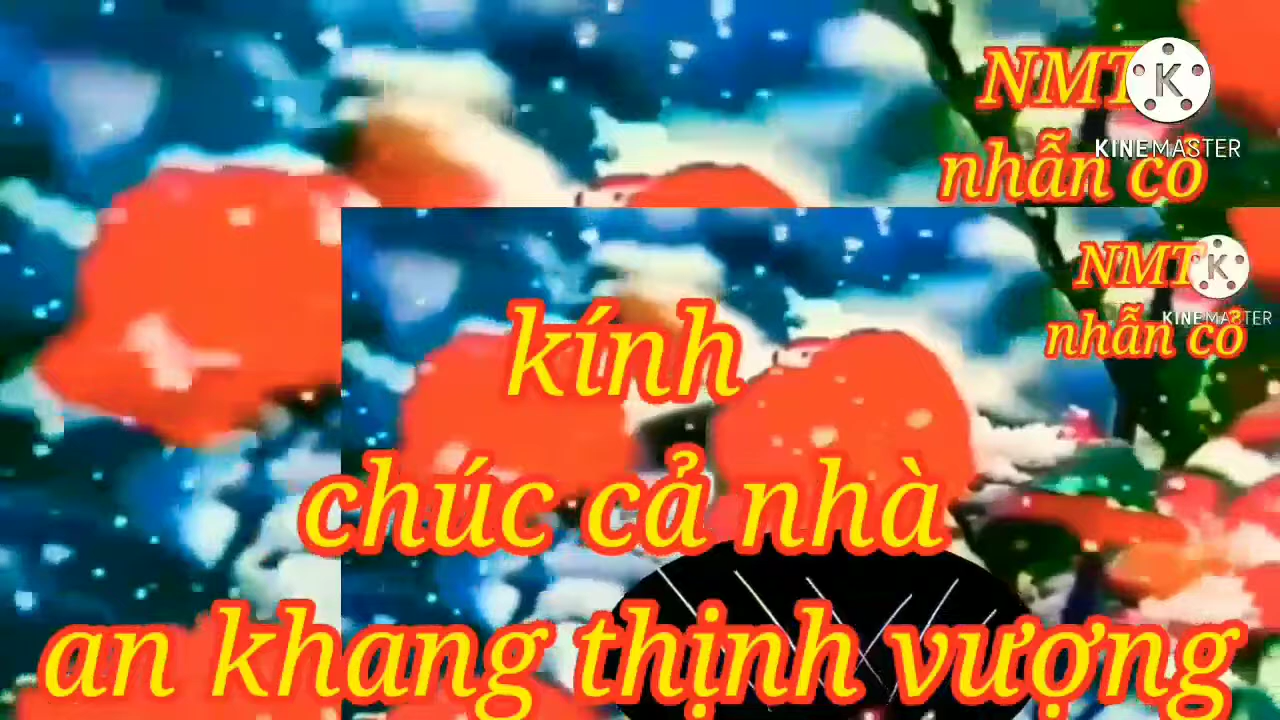 NMT
nhẫn cỏ
KINEMASTER
NMT
nhẫn cỏ
KINEMASTER
kính
chúc cả nhà
an khang thịnh vượng